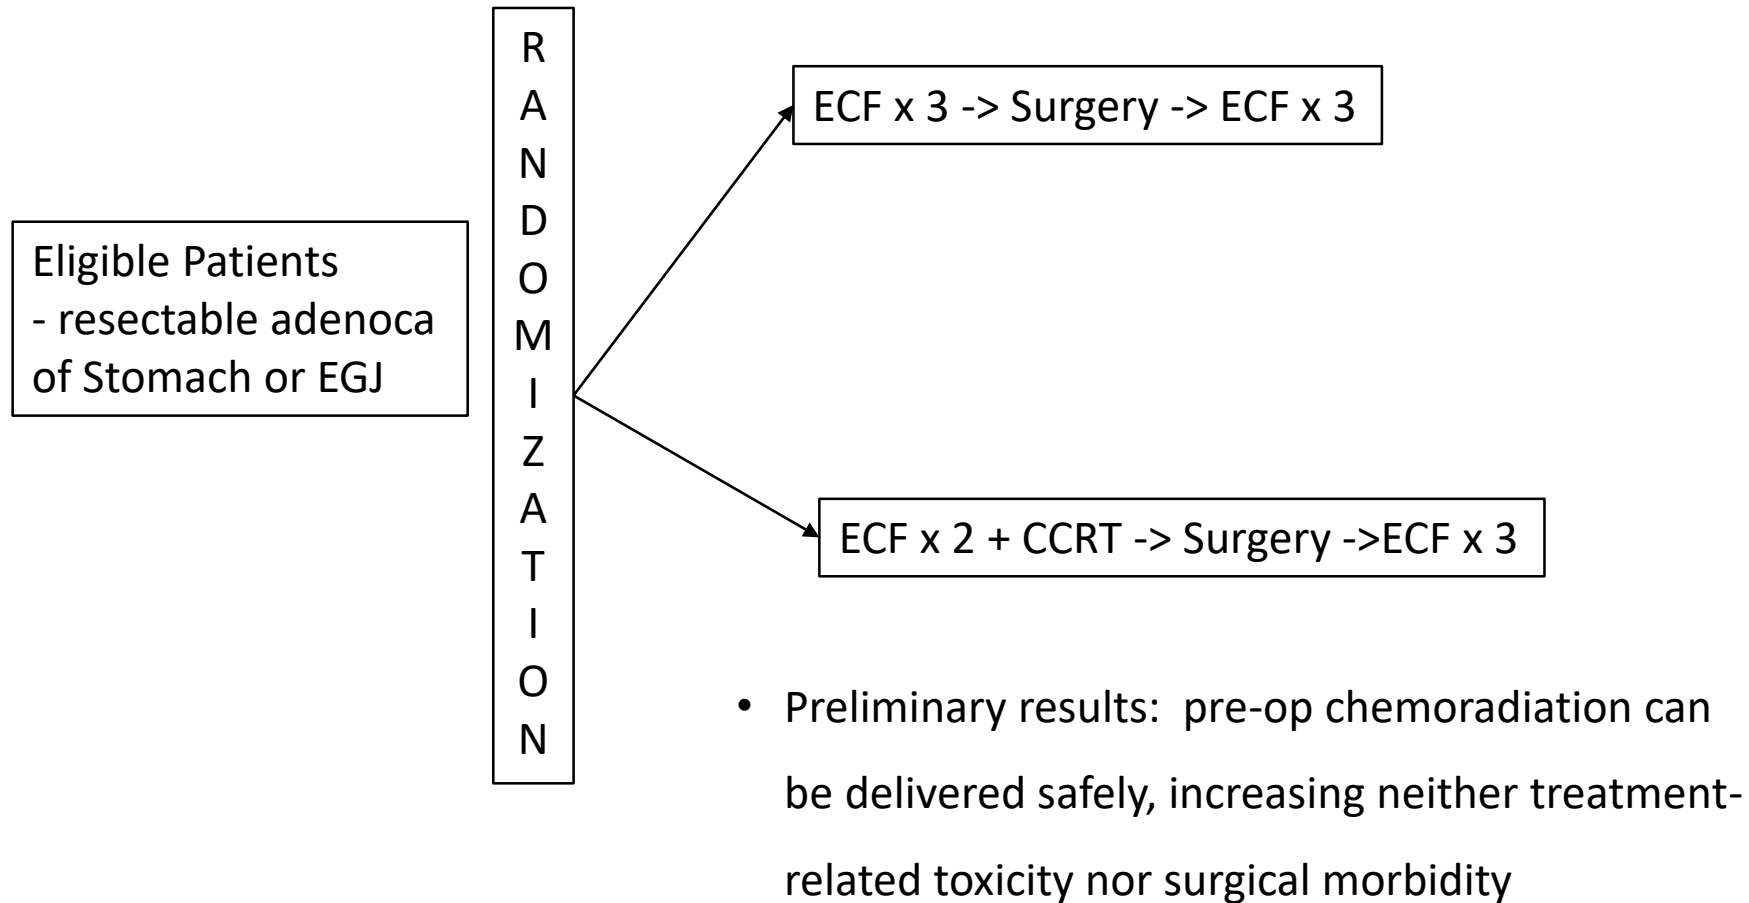 Eligible Patients
- resectable adenoca
of Stomach or EGJ
R
A
N
D
O
M
I
Z
A
T
I
O
N
ECF x 3 -> Surgery -> ECF x 3
ECF x 2 + CCRT -> Surgery ->ECF x 3
• Preliminary results:  pre-op chemoradiation can
be delivered safely, increasing neither treatment-
related toxicity nor surgical morbidity